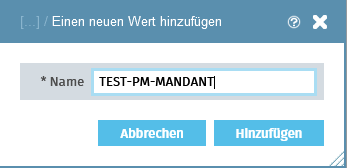 [...] / Einen neuen Wert hinzufügen
* Name TEST-PM-MANDANT
Abbrechen Hinzufügen